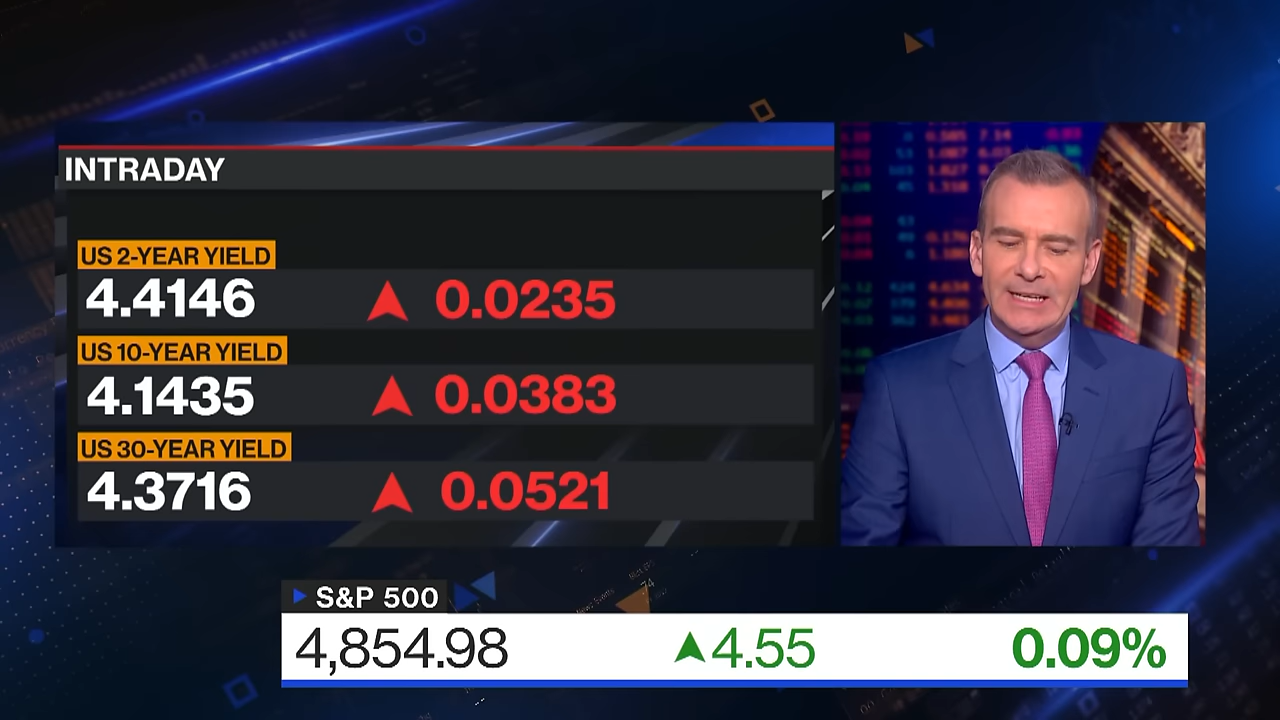 INTRADAY
US 2-YEAR YIELD
4.4146 ▲ 0.0235
US 10-YEAR YIELD
4.1435 ▲ 0.0383
US 30-YEAR YIELD
4.3716 ▲ 0.0521
S&P 500
4,854.98 ▲4.55 0.09%